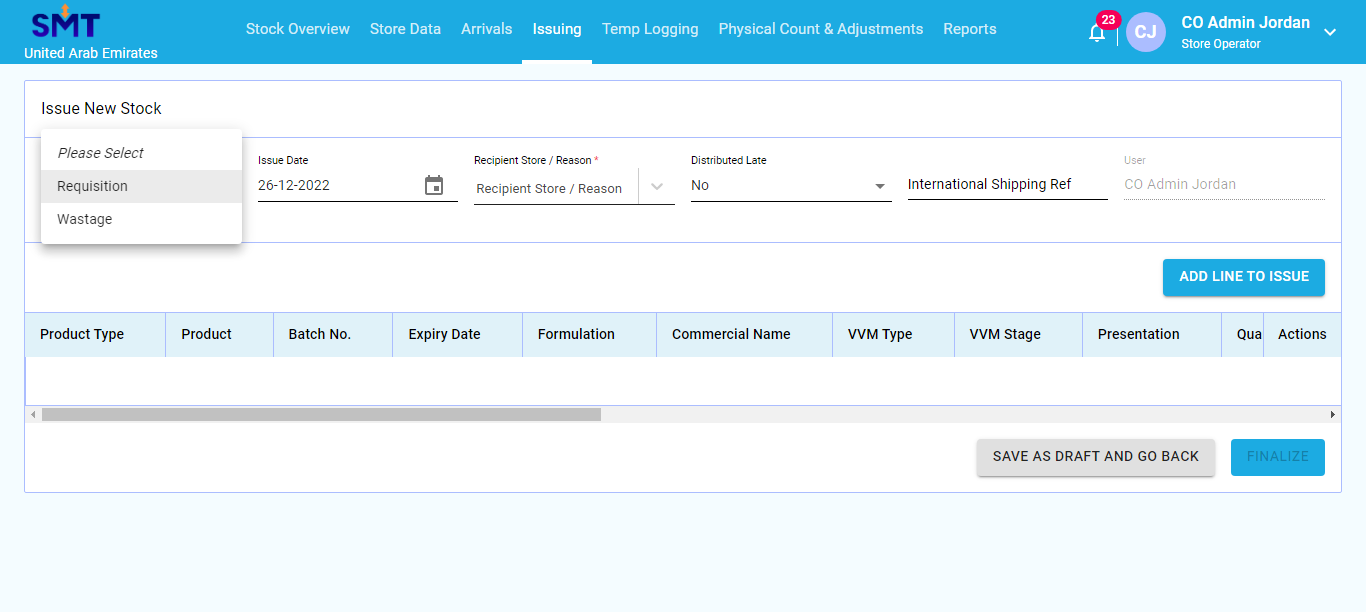 SMT
United Arab Emirates
Stock Overview
Store Data
Arrivals
Issuing
Temp Logging
Physical Count & Adjustments
Reports
23
CJ
CO Admin Jordan
Store Operator
Issue New Stock
Please Select
Requisition
Wastage
Issue Date
26-12-2022
Recipient Store / Reason *
Recipient Store / Reason
Distributed Late
No
International Shipping Ref
User
CO Admin Jordan
ADD LINE TO ISSUE
Product Type
Product
Batch No.
Expiry Date
Formulation
Commercial Name
VVM Type
VVM Stage
Presentation
Qua
Actions
SAVE AS DRAFT AND GO BACK
FINALIZE